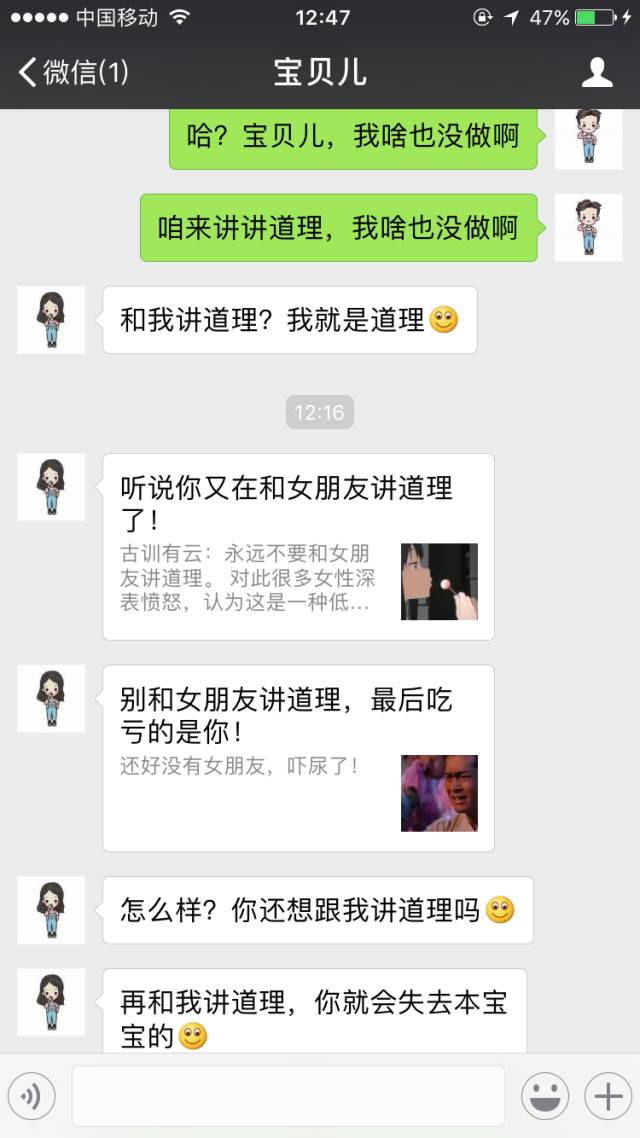 中国移动 12:47 47%
微信(1) 宝贝儿
哈？宝贝儿，我啥也没做啊
咱来讲讲道理，我啥也没做啊
和我讲道理？我就是道理
12:16
听说你又在和女朋友讲道理
了！
古训有云：永远不要和女朋
友讲道理。 对此很多女性深
表愤怒，认为这是一种低...
别和女朋友讲道理，最后吃
亏的是你！
还好没有女朋友，吓尿了！
怎么样？你还想跟我讲道理吗
再和我讲道理，你就会失去本宝
宝的